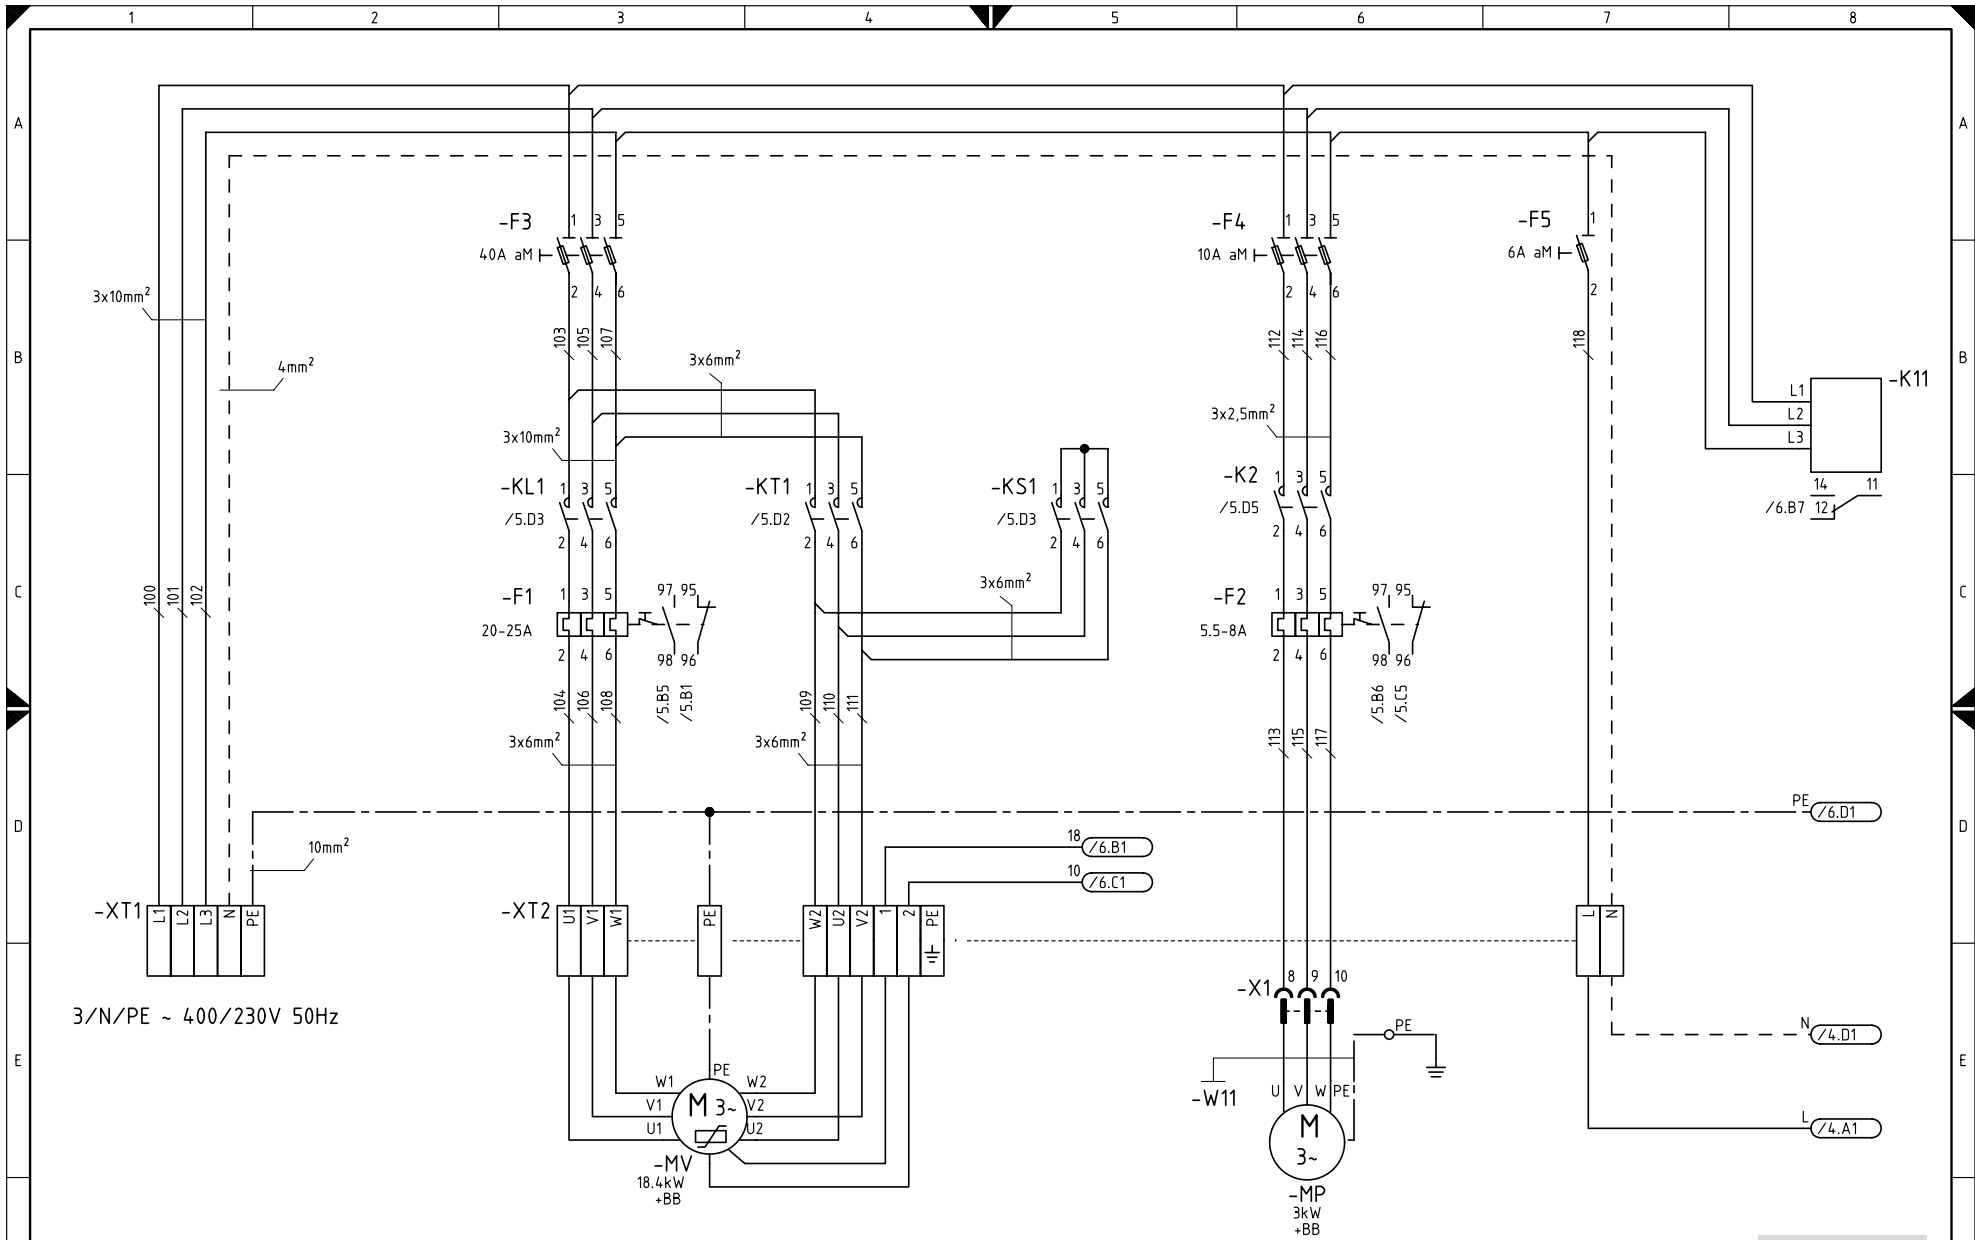 1 2 3 4 5 6 7 8
A A
-F3 1 3 5
-F4 1 3 5
-F5 1
40A aM
10A aM
6A aM
2 4 6
2 4 6
2
3x10mm²
103 105 107
112 114 116
118
B B
3x6mm²
4mm²
-K11
L1
L2
L3
3x2,5mm²
3x10mm²
-KL1 1 3 5
-KT1 1 3 5
-KS1 1 3 5
-K2 1 3 5
14 11
/5.D3
/5.D2
/5.D3
/5.D5
/6.B7 12
2 4 6
2 4 6
2 4 6
2 4 6
3x6mm²
C C
100 101 102
-F1 1 3 5 97 95
-F2 1 3 5 97 95
20-25A
5.5-8A
2 4 6 98 96
2 4 6 98 96
104 106 108
/5.B5 /5.B1
109 110 111
/5.B6 /5.C5
113 115 117
3x6mm²
3x6mm²
PE /6.D1
D D
10mm²
18 /6.B1
10 /6.C1
-XT1 L1 L2 L3 N PE
-XT2 U1 V1 W1 PE W2 U2 V2 1 2 PE
L N
-X1 8 9 10
3/N/PE ~ 400/230V 50Hz
PE
N /4.D1
E E
PE
W1 W2
V1 M 3~ V2
U1 U2
-W11
U V W PE
M
3~
L /4.A1
-MV
18.4kW
+BB
-MP
3kW
+BB